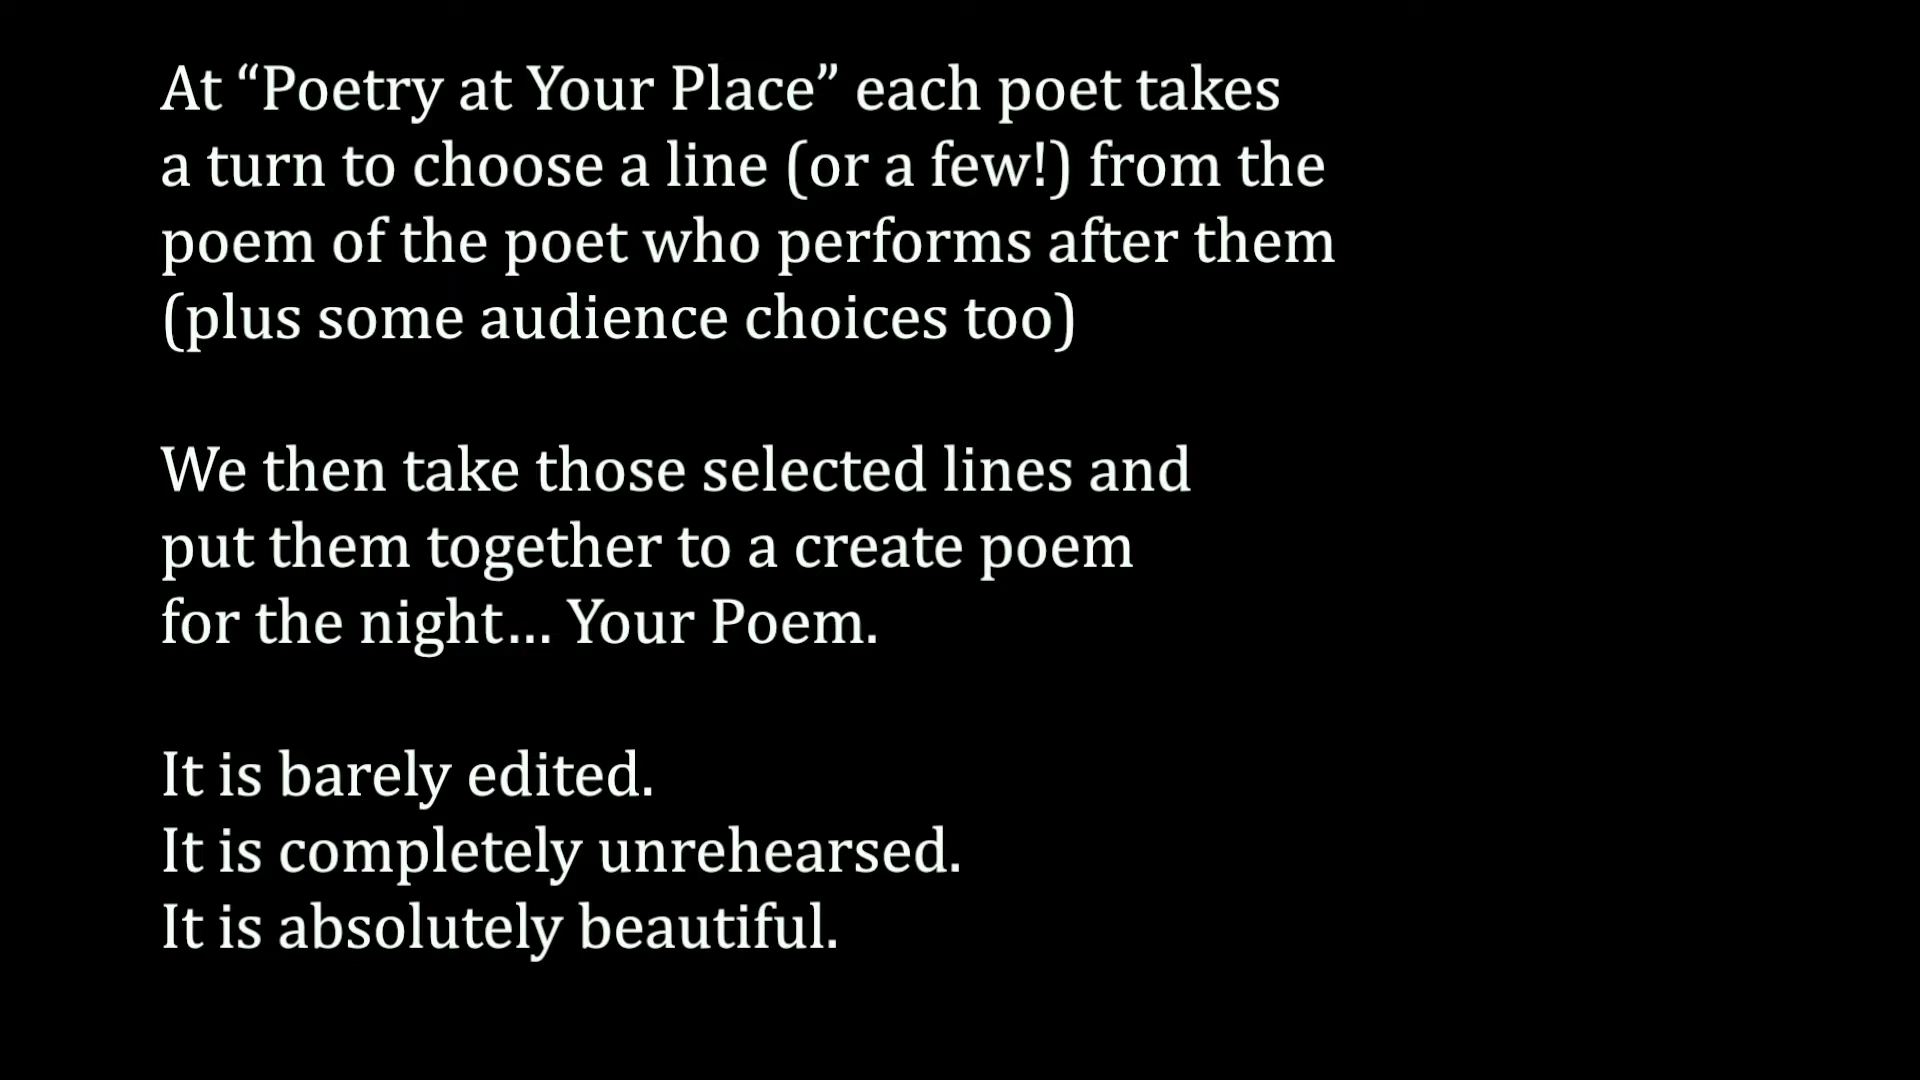 At “Poetry at Your Place” each poet takes
a turn to choose a line (or a few!) from the
poem of the poet who performs after them
(plus some audience choices too)
We then take those selected lines and
put them together to a create poem
for the night… Your Poem.
It is barely edited.
It is completely unrehearsed.
It is absolutely beautiful.